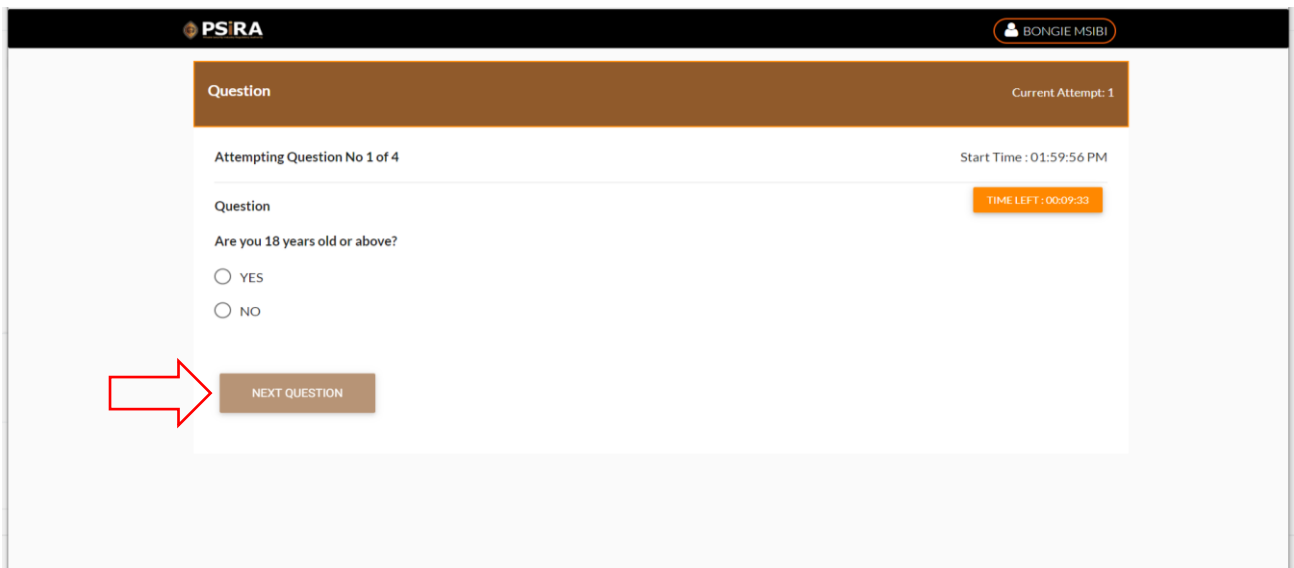 PSiRA
BONGIE MSIBI
Question
Current Attempt: 1
Attempting Question No 1 of 4
Start Time : 01:59:56 PM
Question
TIME LEFT : 00:09:33
Are you 18 years old or above?
YES
NO
NEXT QUESTION